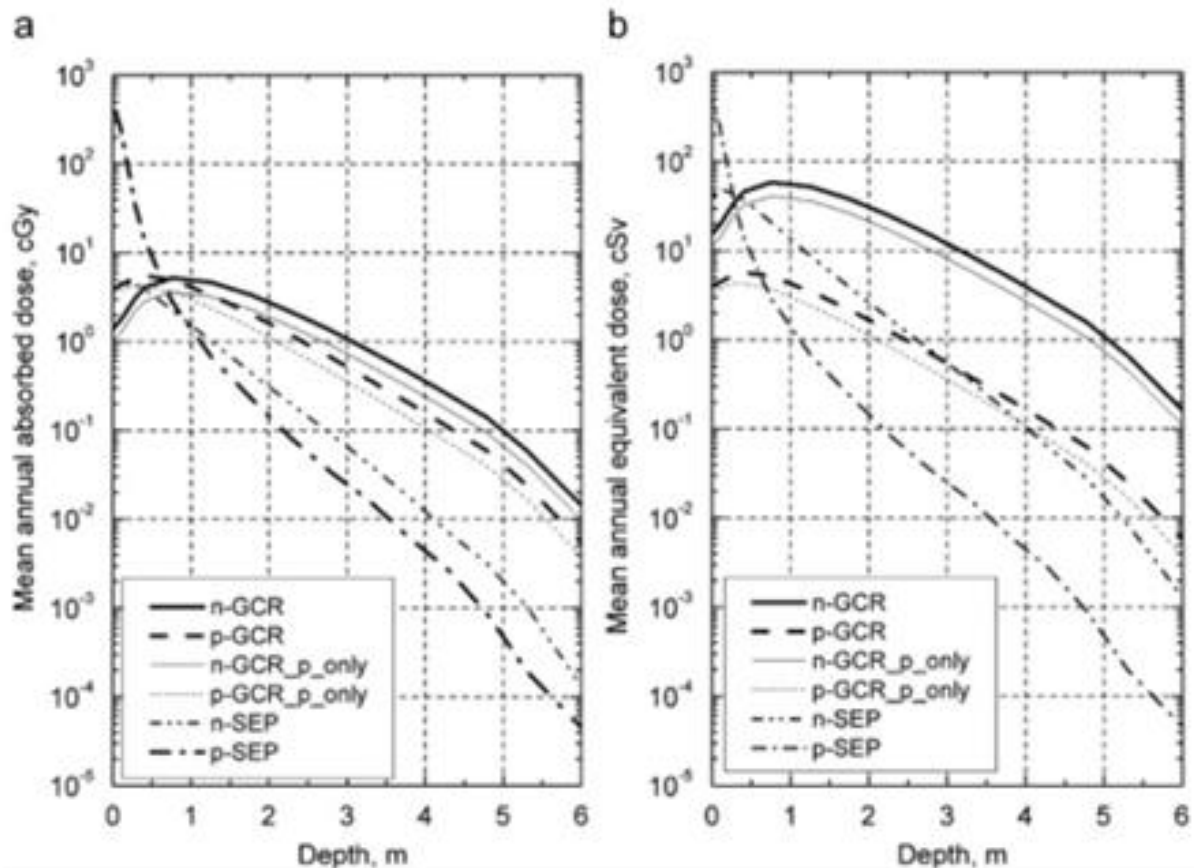 a
b
Mean annual absorbed dose, cGy
10³
10²
10¹
10⁰
10⁻¹
10⁻²
10⁻³
10⁻⁴
10⁻⁵
n-GCR
p-GCR
n-GCR_p_only
p-GCR_p_only
n-SEP
p-SEP
0 1 2 3 4 5 6
Depth, m
Mean annual equivalent dose, cSv
10³
10²
10¹
10⁰
10⁻¹
10⁻²
10⁻³
10⁻⁴
10⁻⁵
n-GCR
p-GCR
n-GCR_p_only
p-GCR_p_only
n-SEP
p-SEP
0 1 2 3 4 5 6
Depth, m